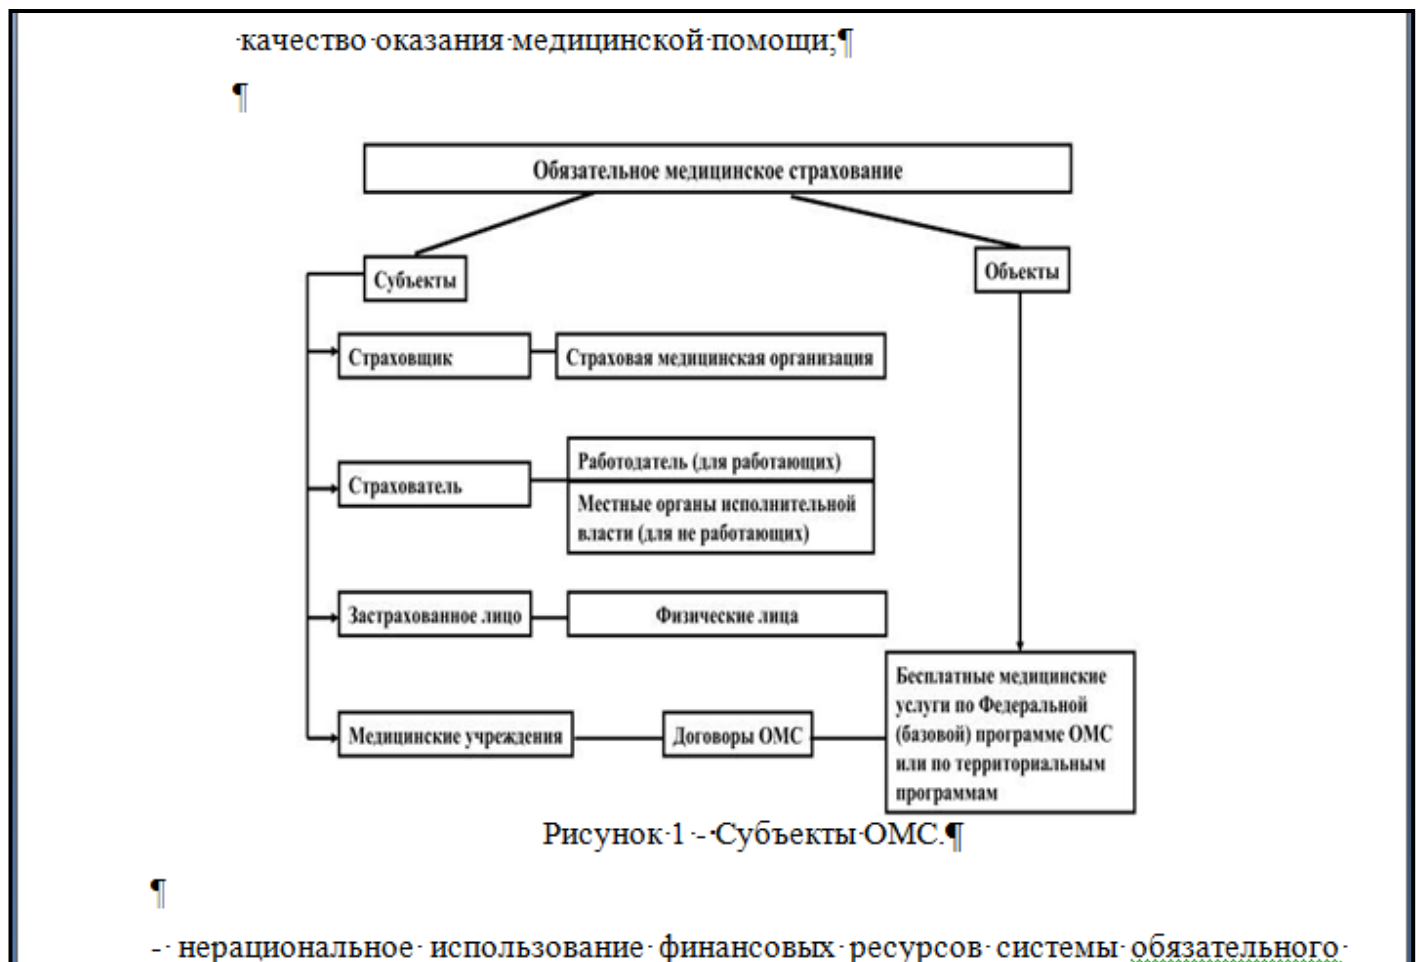 качество оказания медицинской помощи;¶
¶
Обязательное медицинское страхование
Субъекты
Объекты
Страховщик
Страховая медицинская организация
Страхователь
Работодатель (для работающих)
Местные органы исполнительной
власти (для не работающих)
Застрахованное лицо
Физические лица
Медицинские учреждения
Договоры ОМС
Бесплатные медицинские
услуги по Федеральной
(базовой) программе ОМС
или по территориальным
программам
Рисунок 1 - Субъекты ОМС.¶
¶
- нерациональное использование финансовых ресурсов системы обязательного